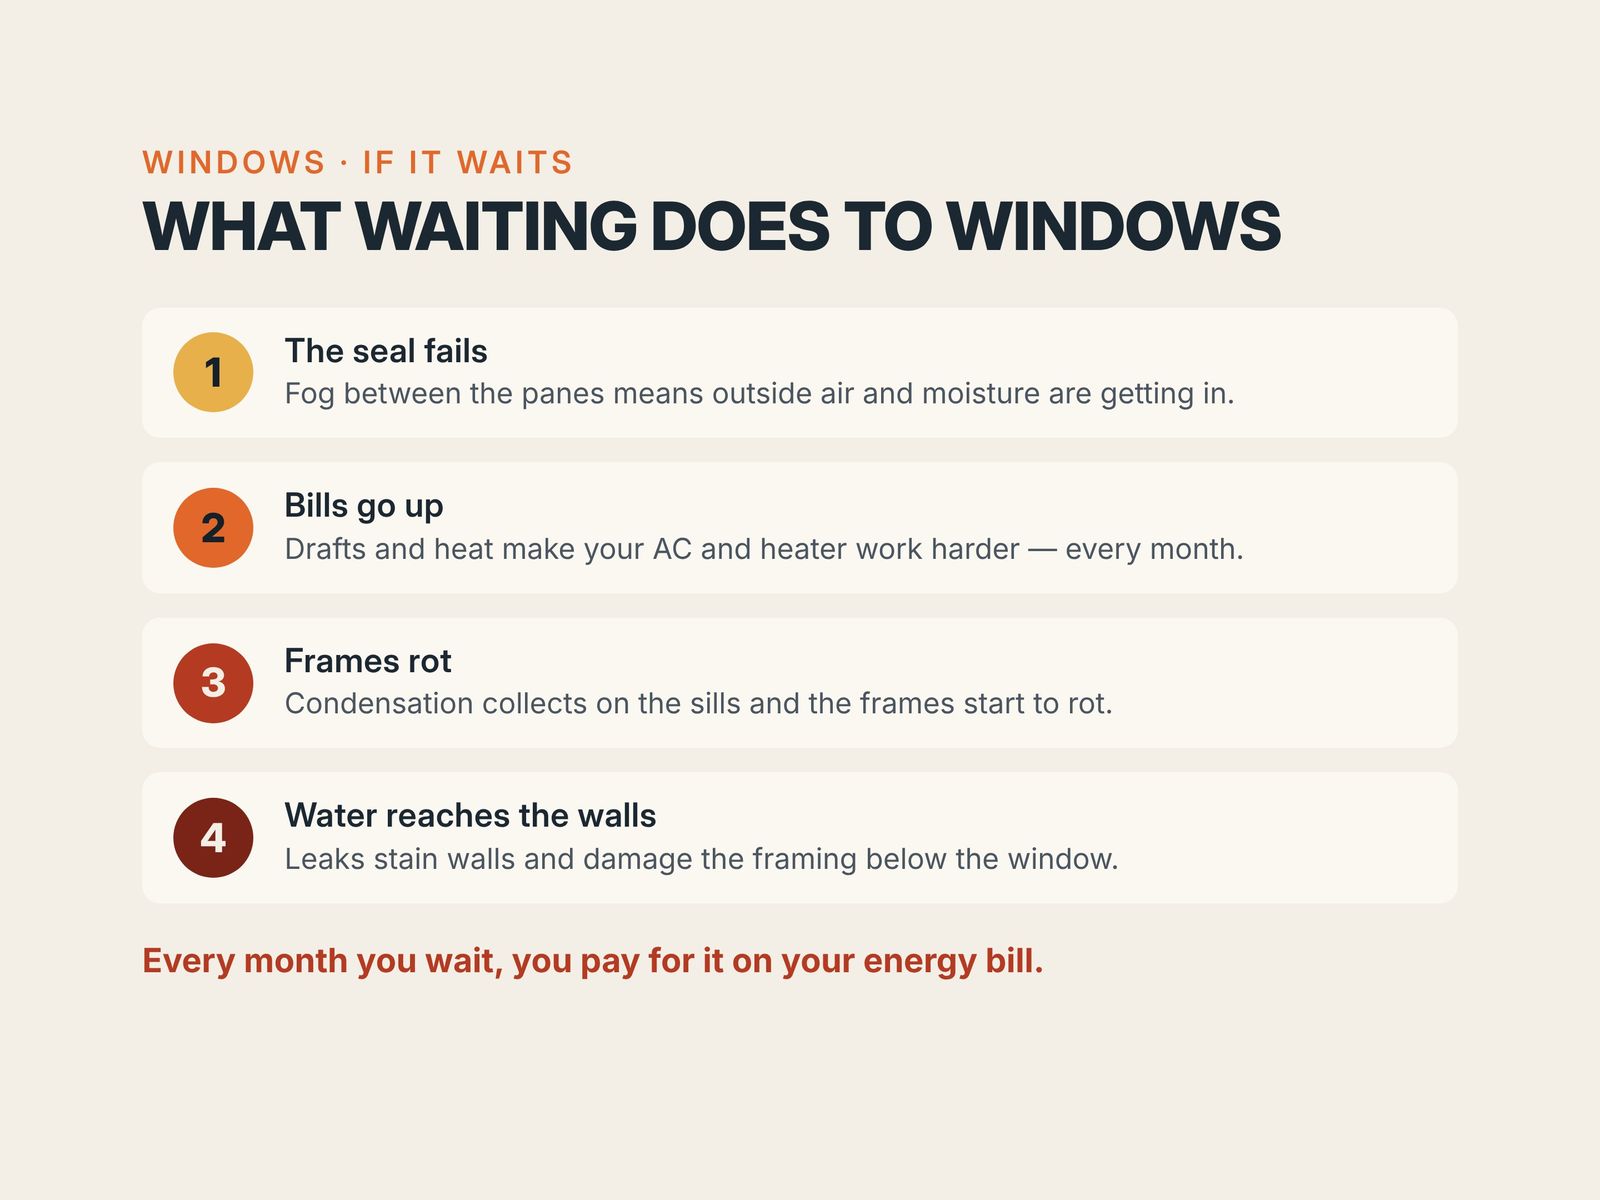 WINDOWS · IF IT WAITS
WHAT WAITING DOES TO WINDOWS
1
The seal fails
Fog between the panes means outside air and moisture are getting in.
2
Bills go up
Drafts and heat make your AC and heater work harder — every month.
3
Frames rot
Condensation collects on the sills and the frames start to rot.
4
Water reaches the walls
Leaks stain walls and damage the framing below the window.
Every month you wait, you pay for it on your energy bill.